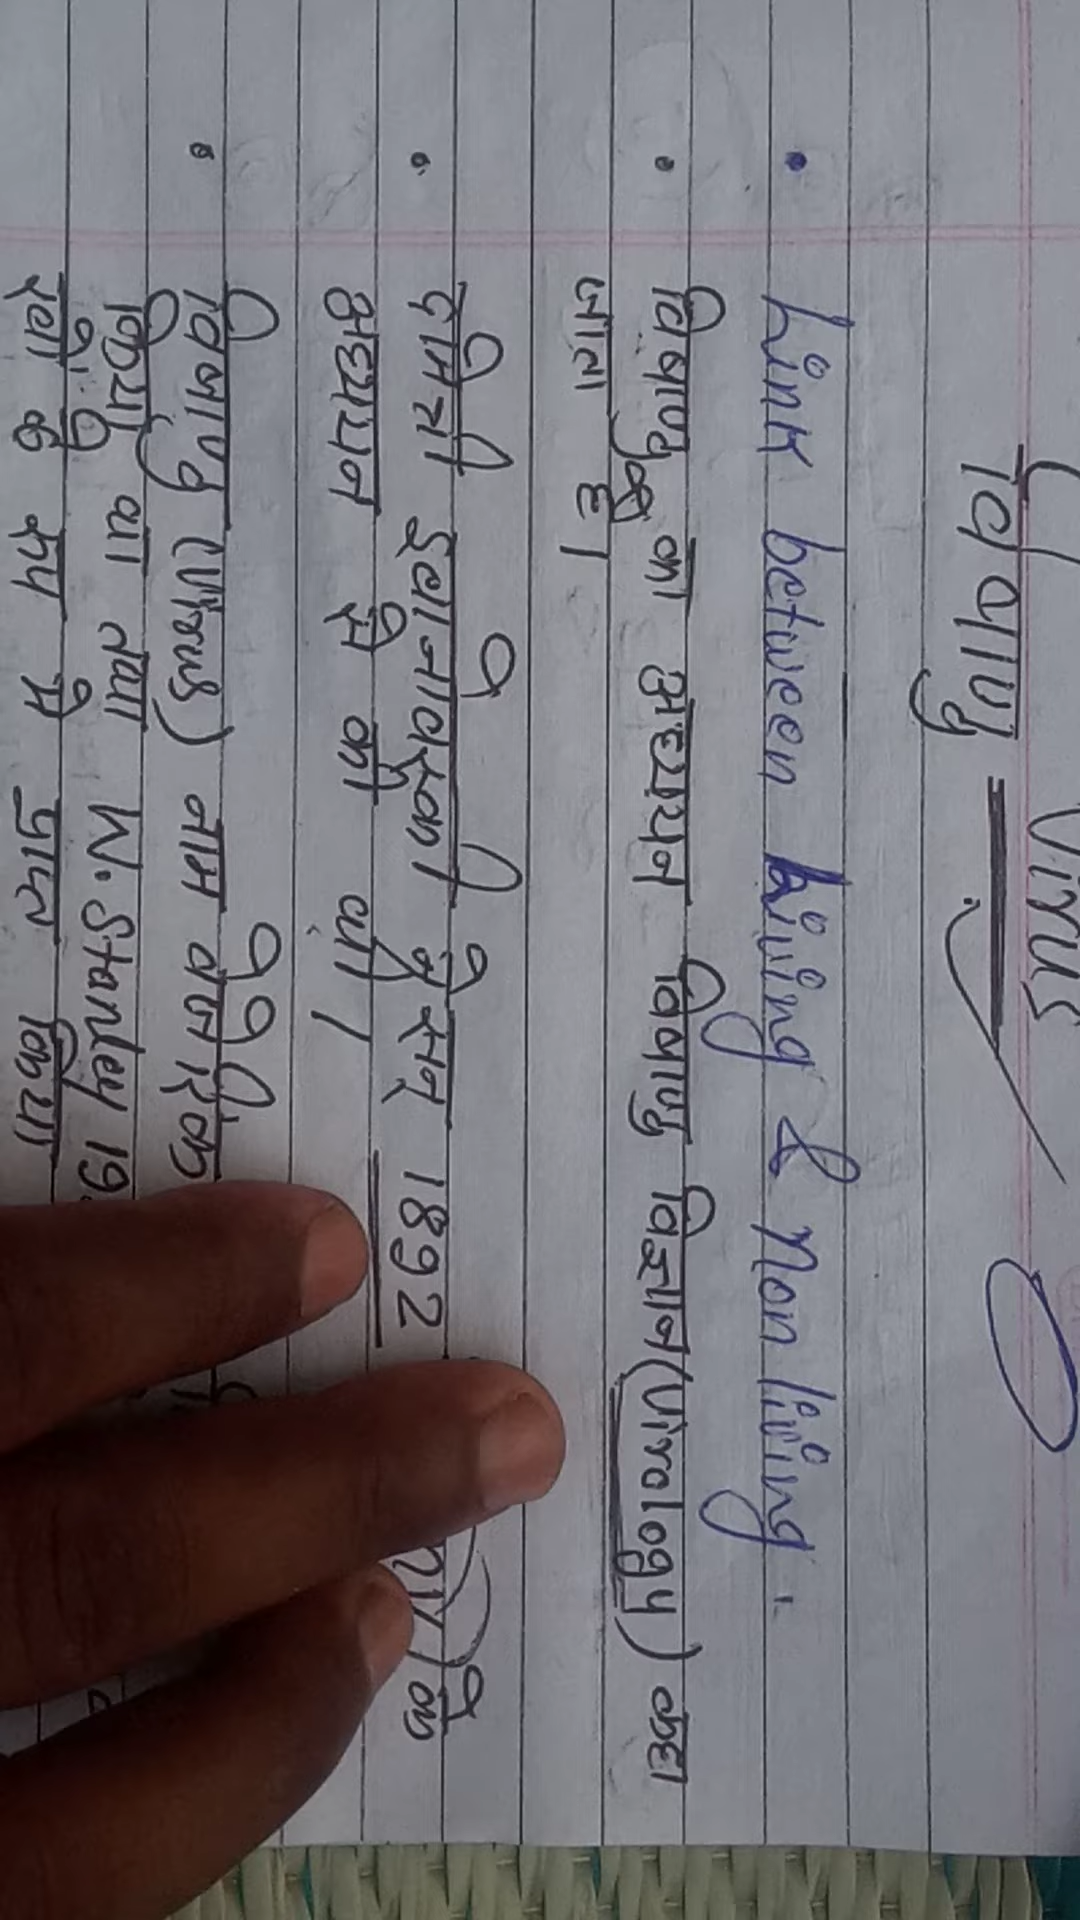 Virus
विषाणु
Link between Living & Non living.
विषाणुओं का अध्ययन विषाणु विज्ञान (Virology) कहा
जाता है।
दीमेत्री इवानोवस्की ने सन् 1892 के
अध्ययन से की थी।
विषाणु (Virus) नाम
किया था तथा W. Stanley 19
रवों के रूप में प्राप्त किया